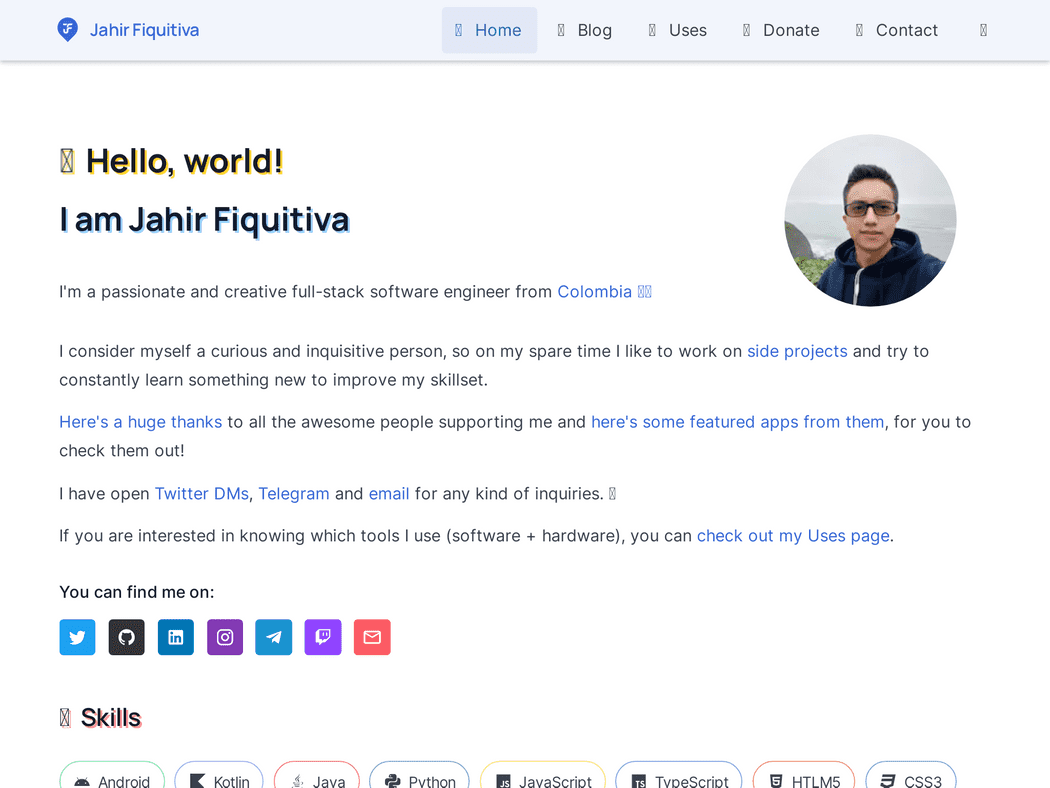 Jahir Fiquitiva
Home
Blog
Uses
Donate
Contact
Hello, world!
I am Jahir Fiquitiva
I'm a passionate and creative full-stack software engineer from Colombia
I consider myself a curious and inquisitive person, so on my spare time I like to work on side projects and try to
constantly learn something new to improve my skillset.
Here's a huge thanks to all the awesome people supporting me and here's some featured apps from them, for you to
check them out!
I have open Twitter DMs, Telegram and email for any kind of inquiries.
If you are interested in knowing which tools I use (software + hardware), you can check out my Uses page.
You can find me on:
Skills
Android
Kotlin
Java
Python
JavaScript
TypeScript
HTLM5
CSS3